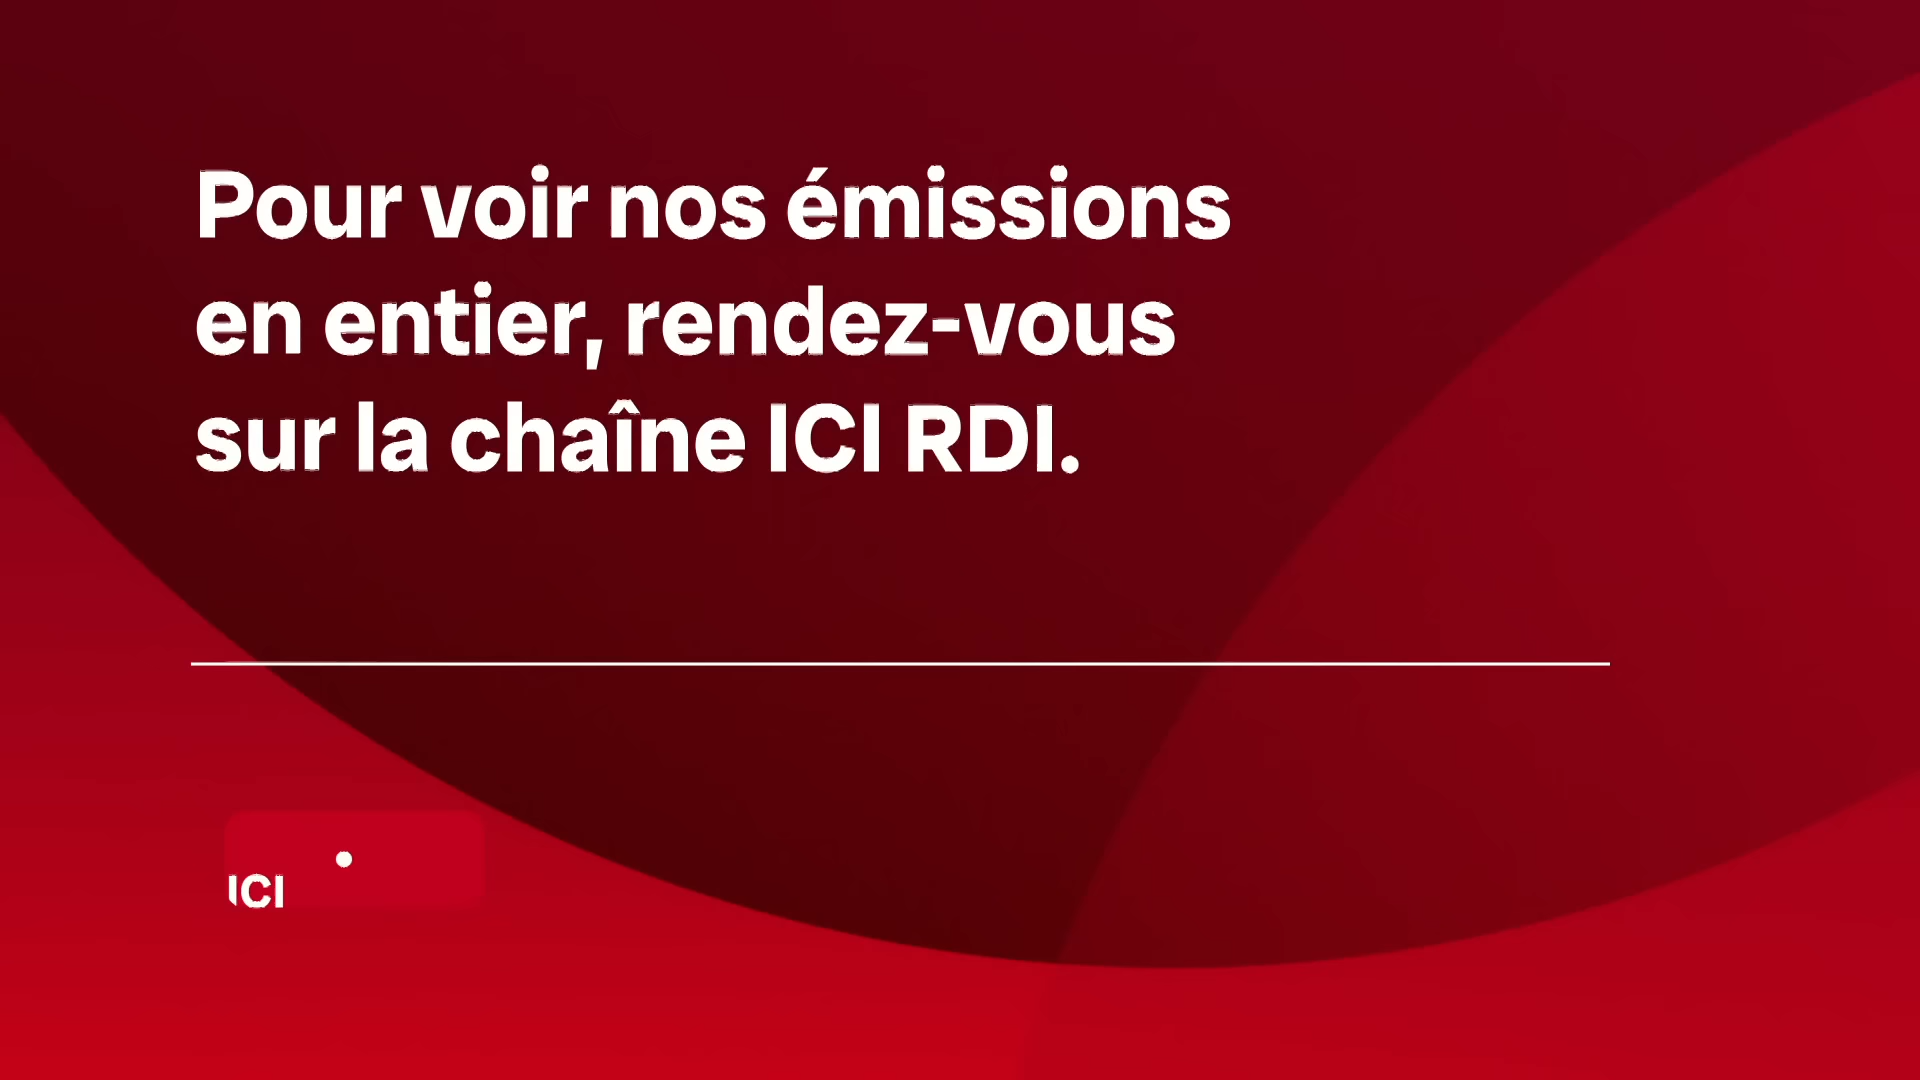 Pour voir nos émissions
en entier, rendez-vous
sur la chaîne ICI RDI.
ICI